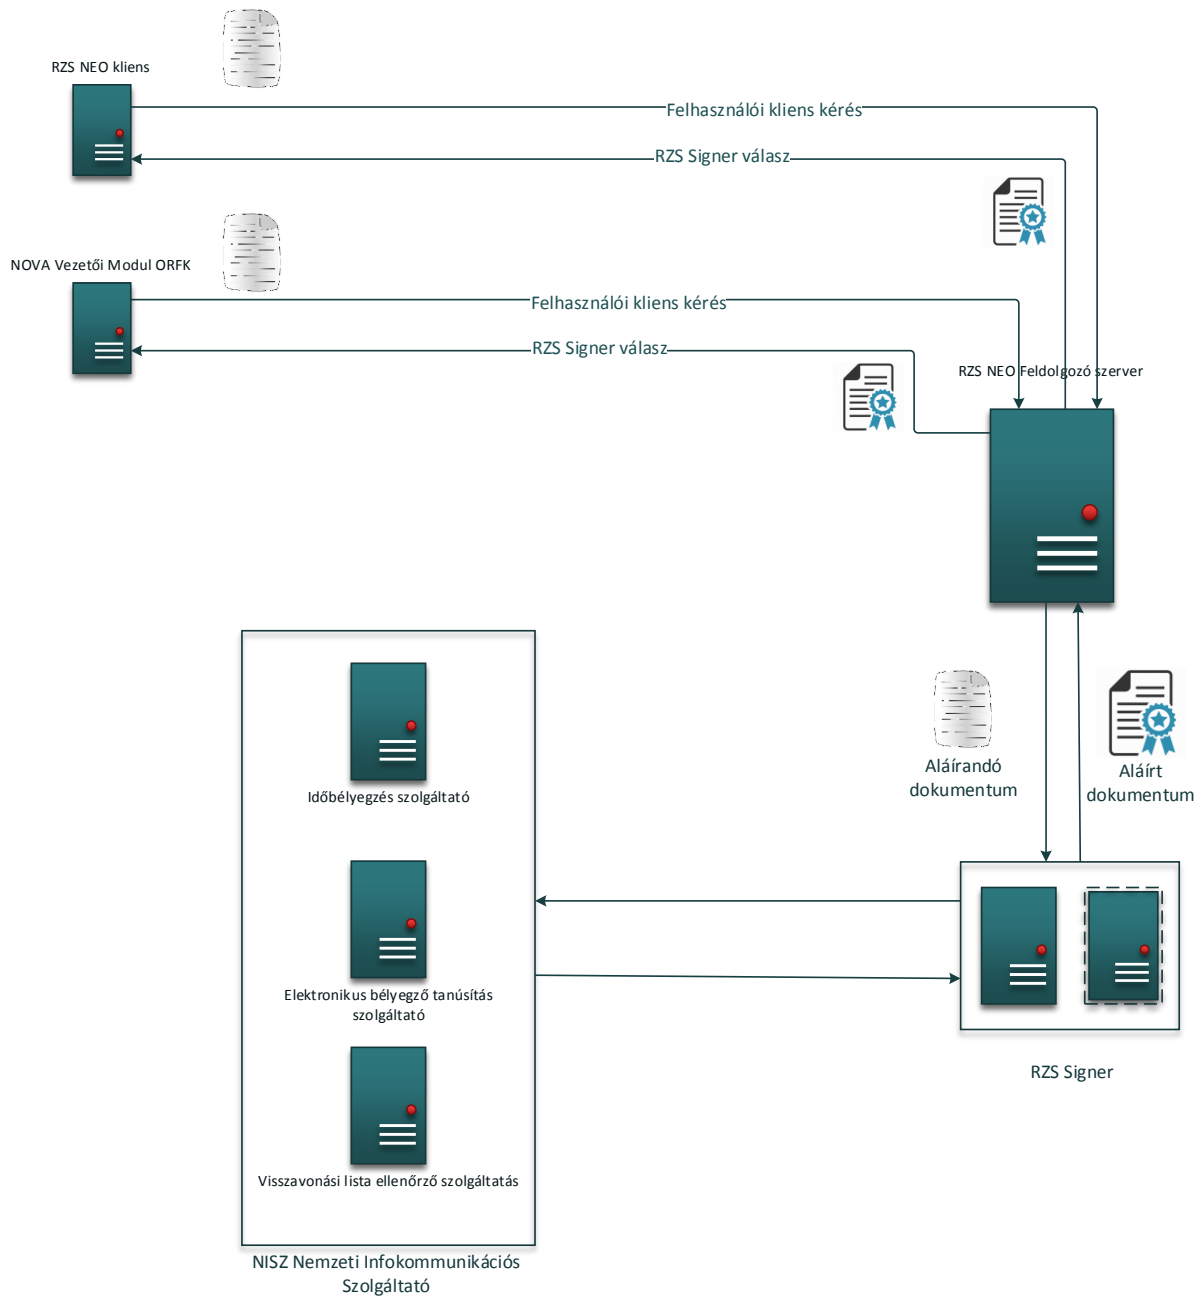 RZS NEO kliens
Felhasználói kliens kérés
RZS Signer válasz
NOVA Vezetői Modul ORFK
Felhasználói kliens kérés
RZS Signer válasz
RZS NEO Feldolgozó szerver
Aláírandó
dokumentum
Aláírt
dokumentum
Időbélyegzés szolgáltató
Elektronikus bélyegző tanúsítás
szolgáltató
RZS Signer
Visszavonási lista ellenőrző szolgáltatás
NISZ Nemzeti Infokommunikációs
Szolgáltató